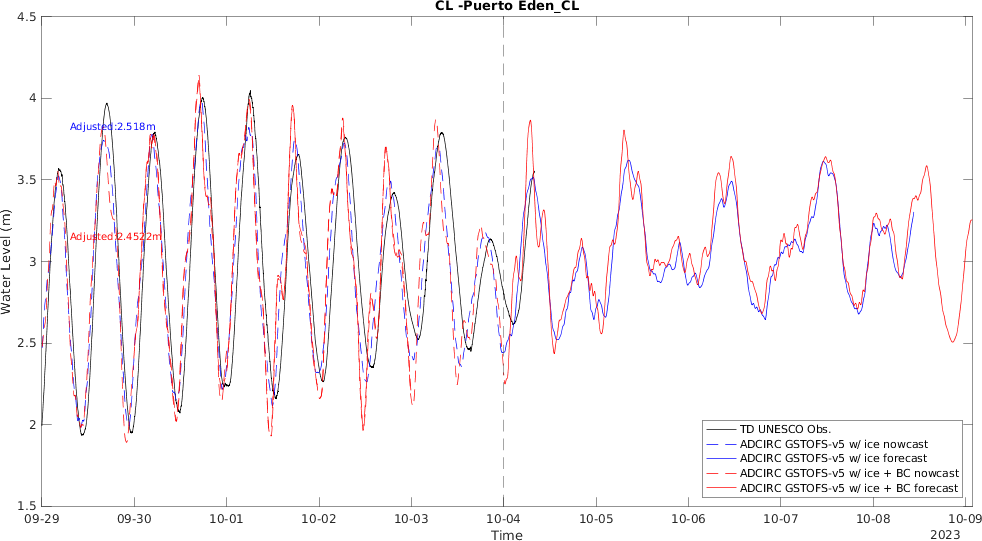 CL -Puerto Eden_CL
4.5
4
3.5
3
2.5
2
1.5
Water Level (m)
Adjusted:2.518m
Adjusted:2.4522m
TD UNESCO Obs.
ADCIRC GSTOFS-v5 w/ ice nowcast
ADCIRC GSTOFS-v5 w/ ice forecast
ADCIRC GSTOFS-v5 w/ ice + BC nowcast
ADCIRC GSTOFS-v5 w/ ice + BC forecast
09-29 09-30 10-01 10-02 10-03 10-04 10-05 10-06 10-07 10-08 10-09
Time
2023